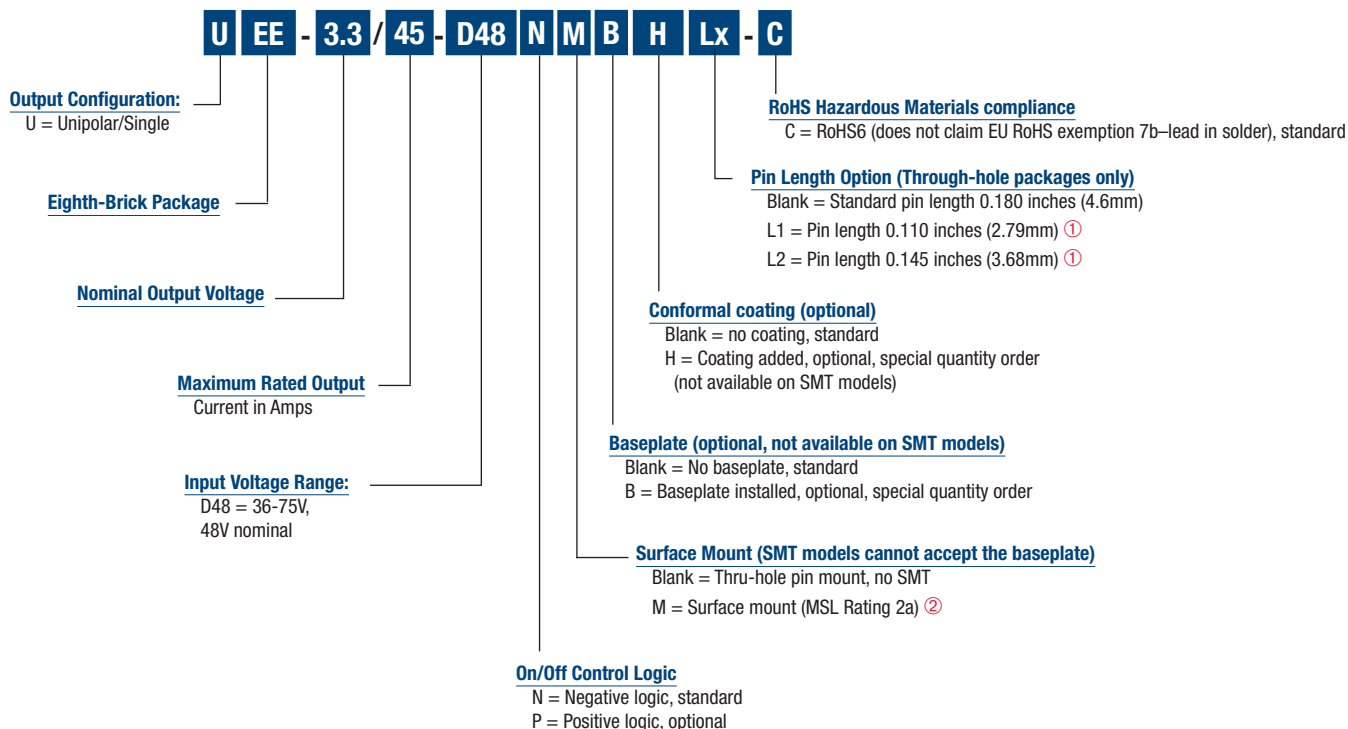 U EE - 3.3 / 45 - D48 N M B H Lx - C
Output Configuration:
U = Unipolar/Single
Eighth-Brick Package
Nominal Output Voltage
Maximum Rated Output
Current in Amps
Input Voltage Range:
D48 = 36-75V,
48V nominal
On/Off Control Logic
N = Negative logic, standard
P = Positive logic, optional
Surface Mount (SMT models cannot accept the baseplate)
Blank = Thru-hole pin mount, no SMT
M = Surface mount (MSL Rating 2a) ②
Baseplate (optional, not available on SMT models)
Blank = No baseplate, standard
B = Baseplate installed, optional, special quantity order
Conformal coating (optional)
Blank = no coating, standard
H = Coating added, optional, special quantity order
(not available on SMT models)
Pin Length Option (Through-hole packages only)
Blank = Standard pin length 0.180 inches (4.6mm)
L1 = Pin length 0.110 inches (2.79mm) ①
L2 = Pin length 0.145 inches (3.68mm) ①
RoHS Hazardous Materials compliance
C = RoHS6 (does not claim EU RoHS exemption 7b–lead in solder), standard